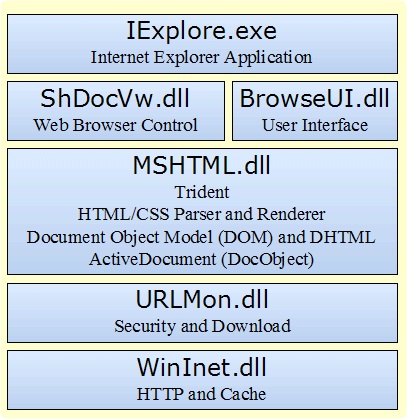 IExplore.exe
Internet Explorer Application
ShDocVw.dll
Web Browser Control
BrowseUI.dll
User Interface
MSHTML.dll
Trident
HTML/CSS Parser and Renderer
Document Object Model (DOM) and DHTML
ActiveDocument (DocObject)
URLMon.dll
Security and Download
WinInet.dll
HTTP and Cache